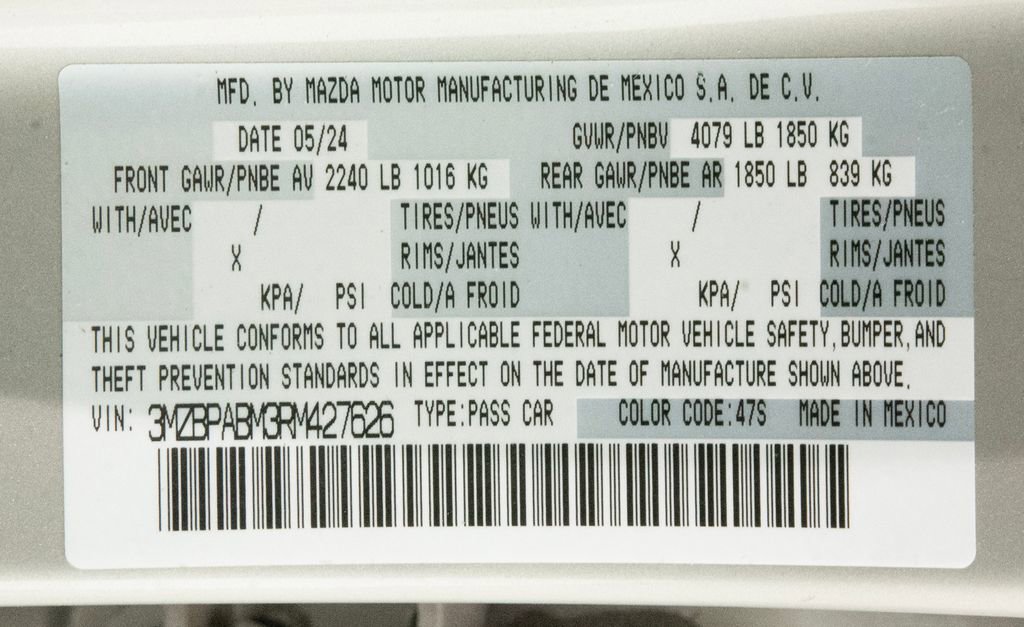 MFD. BY MAZDA MOTOR MANUFACTURING DE MEXICO S.A. DE C.V.
DATE 05/24 GVWR/PNBV 4079 LB 1850 KG
FRONT GAWR/PNBE AV 2240 LB 1016 KG REAR GAWR/PNBE AR 1850 LB 839 KG
WITH/AVEC / TIRES/PNEUS WITH/AVEC / TIRES/PNEUS
X RIMS/JANTES X RIMS/JANTES
KPA/ PSI COLD/A FROID KPA/ PSI COLD/A FROID
THIS VEHICLE CONFORMS TO ALL APPLICABLE FEDERAL MOTOR VEHICLE SAFETY, BUMPER, AND
THEFT PREVENTION STANDARDS IN EFFECT ON THE DATE OF MANUFACTURE SHOWN ABOVE.
VIN: 3MZBPABM3RM427626 TYPE:PASS CAR COLOR CODE:47S MADE IN MEXICO